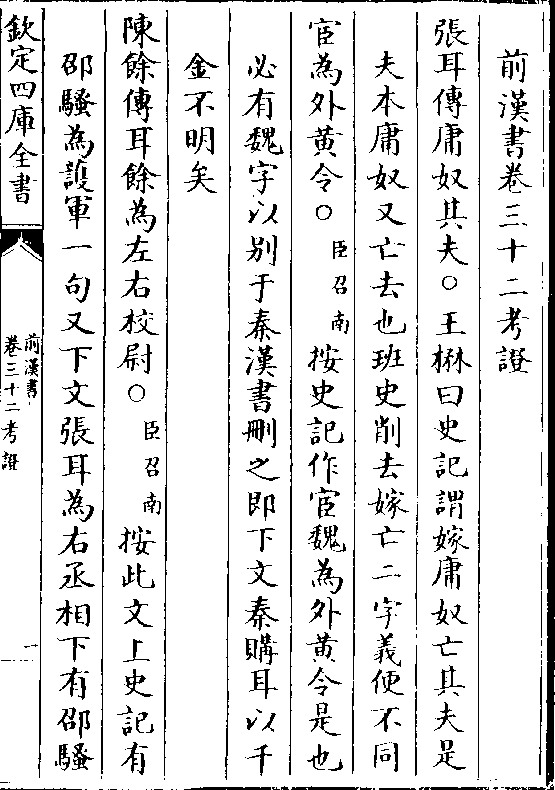 前漢書卷三十二考證
張耳傳庸奴其夫○王楙曰史記謂嫁庸奴亡其夫是
夫本庸奴又亡去也班史削去嫁亡二字義便不同
宦為外黃令○臣召南按史記作宦魏為外黃令是也
必有魏字以别于秦漢書刪之即下文秦購耳以千
金不明矣
陳餘傳耳餘為左右校尉○臣召南按此文上史記有
邵騷為護軍一句又下文張耳為右丞相下有邵騷
欽定四庫全書
前漢書
卷三十二考證
一